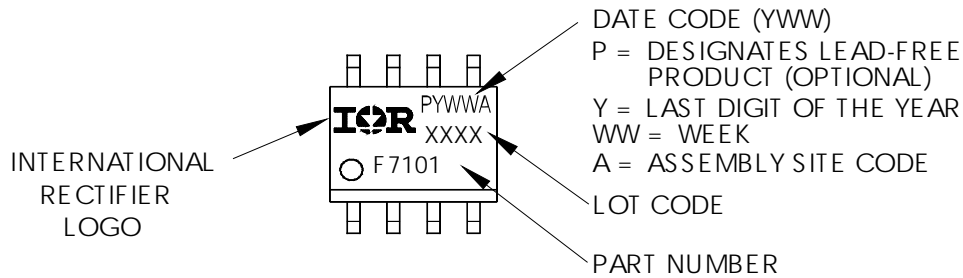 DATE CODE (YWW)
P = DESIGNATES LEAD-FREE
PRODUCT (OPTIONAL)
Y = LAST DIGIT OF THE YEAR
WW = WEEK
A = ASSEMBLY SITE CODE
LOT CODE
PART NUMBER
INTERNATIONAL
RECTIFIER
LOGO
IOR
PYWWA
XXXX
F7101